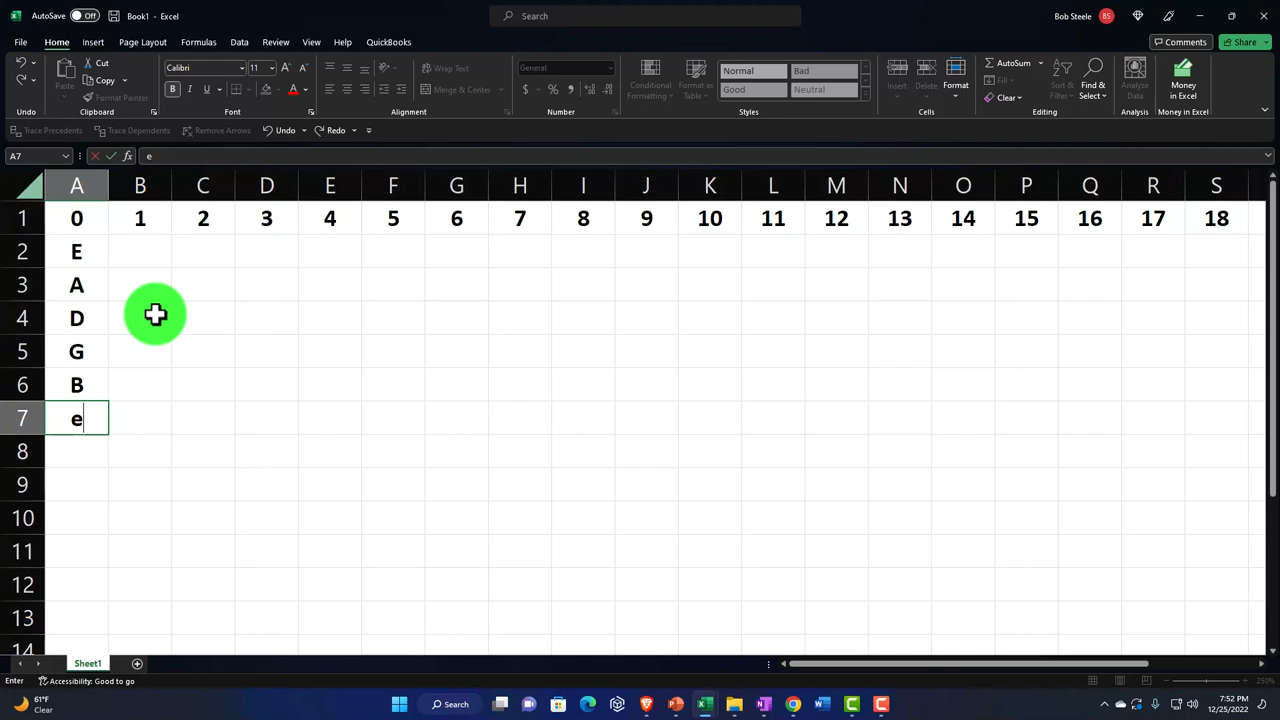 AutoSave Off Book1 - Excel Search Bob Steele BS
File Home Insert Page Layout Formulas Data Review View Help QuickBooks Comments Share
Cut Calibri 11 Wrap Text General Normal Bad AutoSum
Copy
Paste Format Painter B I U A Merge & Center $ % Conditional Formatting Format as Table Good Neutral Insert Delete Format Fill Clear Sort & Filter Find & Select Analyze Data Money in Excel
Undo Clipboard Font Alignment Number Styles Cells Editing Analysis Money in Excel
Trace Precedents Trace Dependents Remove Arrows Undo Redo
A7 fx e
A B C D E F G H I J K L M N O P Q R S
1 0 1 2 3 4 5 6 7 8 9 10 11 12 13 14 15 16 17 18
2 E
3 A
4 D
5 G
6 B
7 e
8
9
10
11
12
13
14
Sheet1
Enter Accessibility: Good to go 250%
61°F
Clear
Search
7:52 PM
12/25/2022